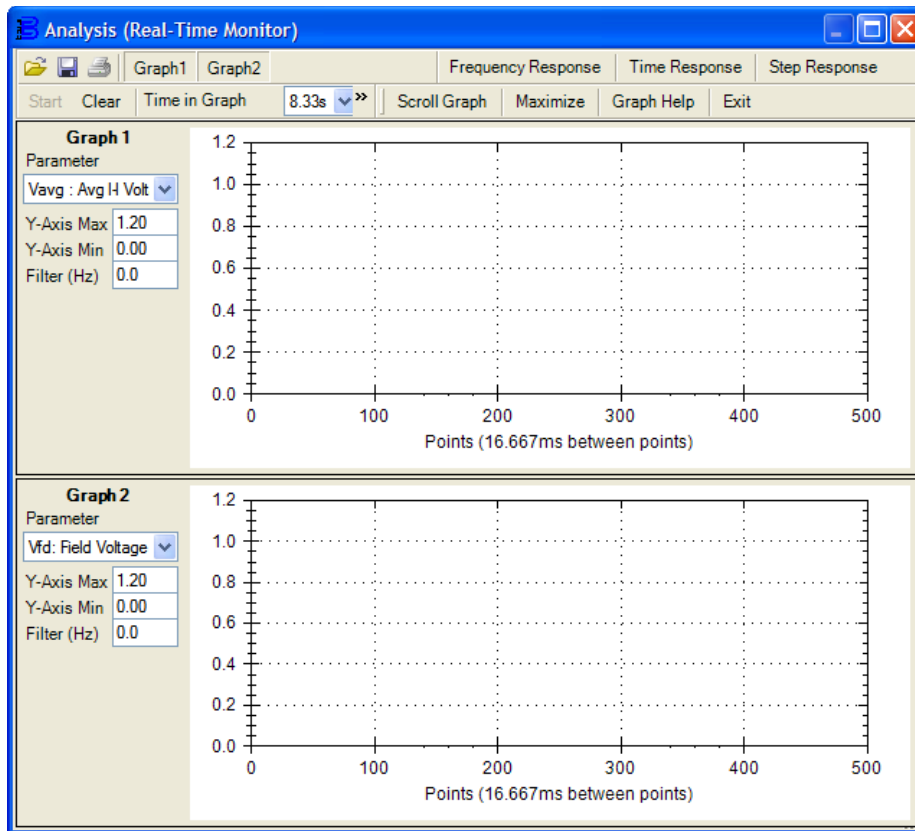 Analysis (Real-Time Monitor)
Graph1 Graph2 Frequency Response Time Response Step Response
Start Clear Time in Graph 8.33s » Scroll Graph Maximize Graph Help Exit
Graph 1
Parameter
Vavg : Avg l-l Volt
Y-Axis Max 1.20
Y-Axis Min 0.00
Filter (Hz) 0.0
1.2
1.0
0.8
0.6
0.4
0.2
0.0
0 100 200 300 400 500
Points (16.667ms between points)
Graph 2
Parameter
Vfd: Field Voltage
Y-Axis Max 1.20
Y-Axis Min 0.00
Filter (Hz) 0.0
1.2
1.0
0.8
0.6
0.4
0.2
0.0
0 100 200 300 400 500
Points (16.667ms between points)